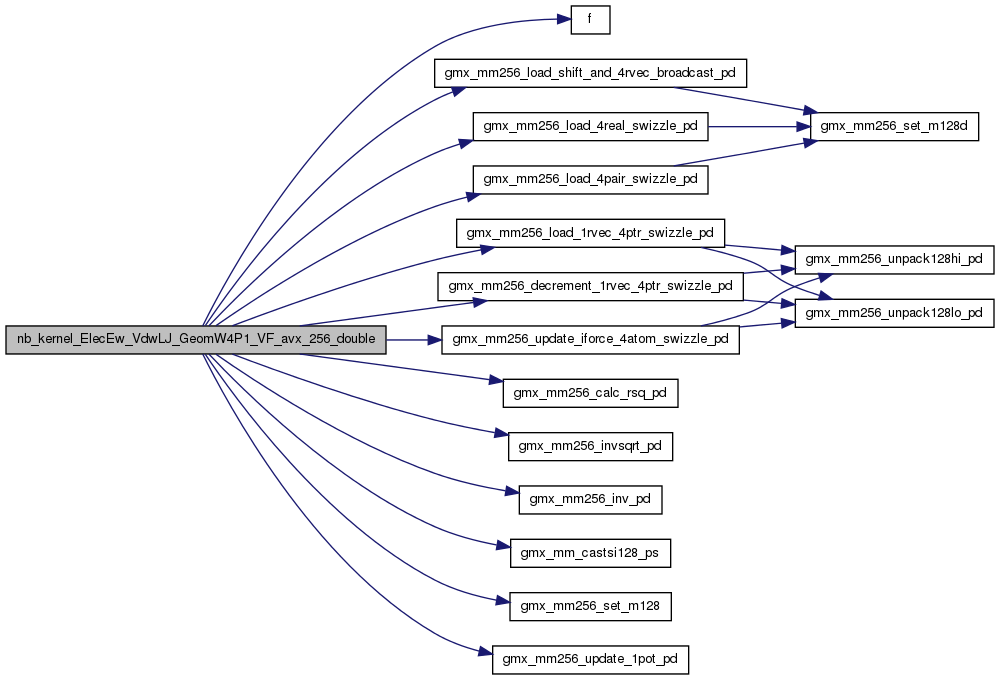 f
gmx_mm256_load_shift_and_4rvec_broadcast_pd
gmx_mm256_load_4real_swizzle_pd
gmx_mm256_set_m128d
gmx_mm256_load_4pair_swizzle_pd
gmx_mm256_load_1rvec_4ptr_swizzle_pd
gmx_mm256_unpack128hi_pd
gmx_mm256_decrement_1rvec_4ptr_swizzle_pd
gmx_mm256_unpack128lo_pd
nb_kernel_ElecEw_VdwLJ_GeomW4P1_VF_avx_256_double
gmx_mm256_update_iforce_4atom_swizzle_pd
gmx_mm256_calc_rsq_pd
gmx_mm256_invsqrt_pd
gmx_mm256_inv_pd
gmx_mm_castsi128_ps
gmx_mm256_set_m128
gmx_mm256_update_1pot_pd